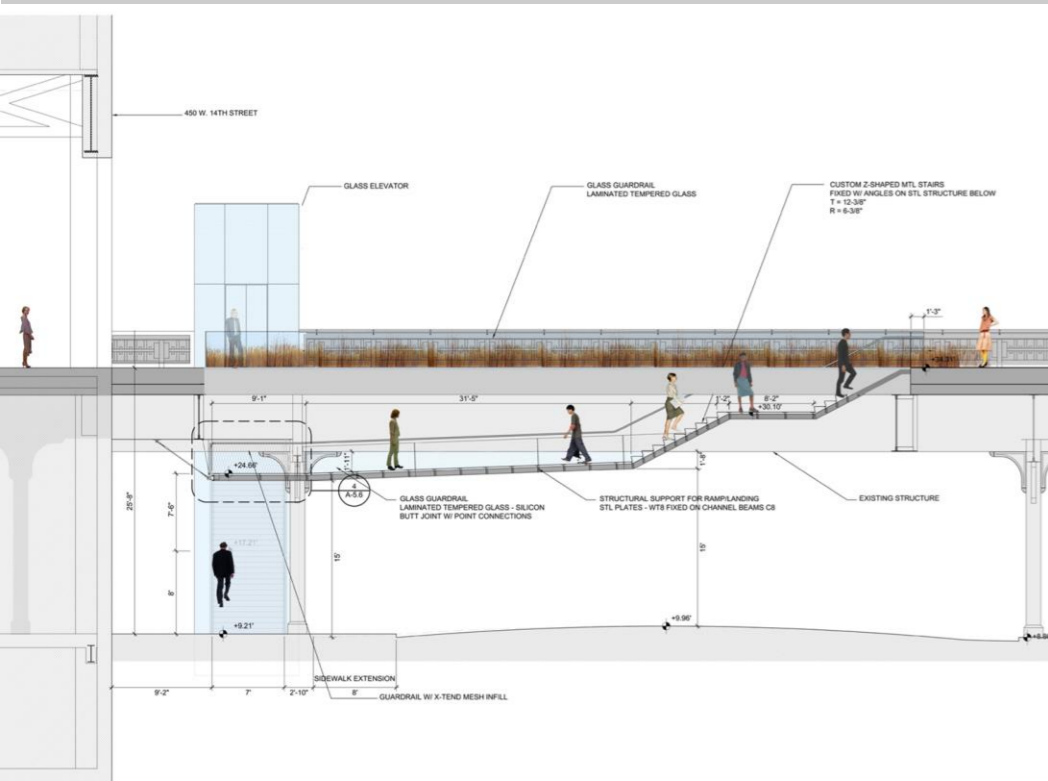 450 W. 14TH STREET
GLASS ELEVATOR
GLASS GUARDRAIL
LAMINATED TEMPERED GLASS
CUSTOM Z-SHAPED MTL STAIRS
FIXED W/ ANGLES ON STL STRUCTURE BELOW
T = 12-3/8"
R = 6-3/8"
1'-3"
+34.31'
9'-1"
31'-5"
1'-2"
8'-2"
+30.10'
+24.66'
1'-11"
1'-8"
4
A-5.6
GLASS GUARDRAIL
LAMINATED TEMPERED GLASS - SILICON
BUTT JOINT W/ POINT CONNECTIONS
STRUCTURAL SUPPORT FOR RAMP/LANDING
STL PLATES - WT8 FIXED ON CHANNEL BEAMS C8
EXISTING STRUCTURE
25'-8"
7'-6"
+17.21'
15'
15'
8'
+9.21'
+9.96'
SIDEWALK EXTENSION
9'-2"
7'
2'-10"
8'
GUARDRAIL W/ X-TEND MESH INFILL